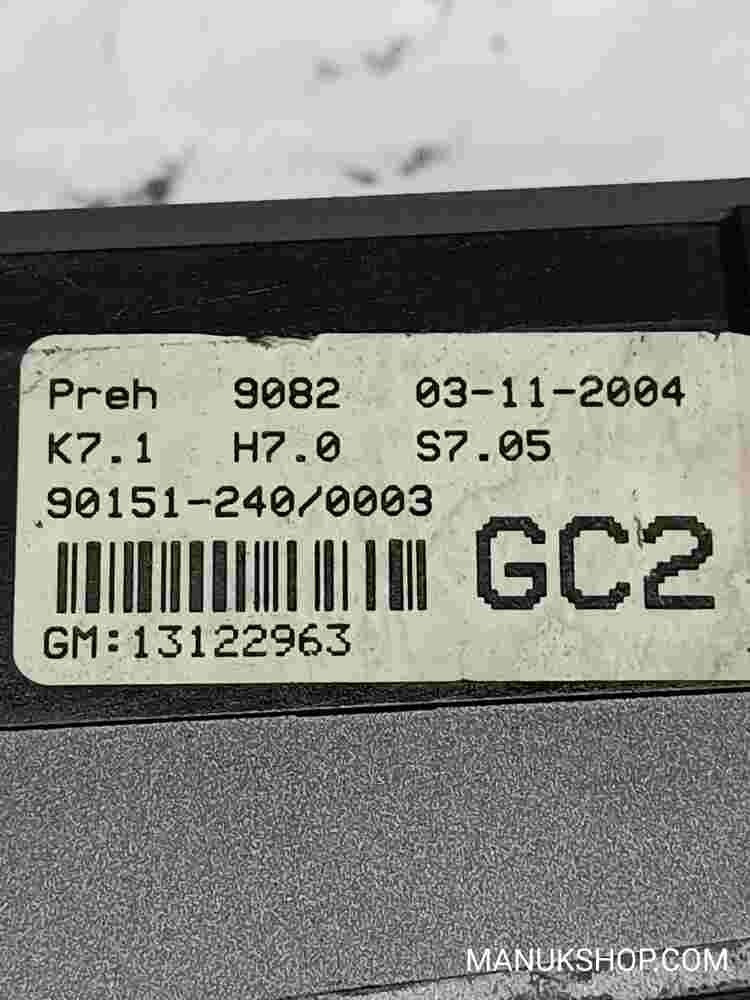 Preh 9082 03-11-2004
K7.1 H7.0 S7.05
90151-240/0003
GC2
GM:13122963
MANUKSHOP.COM